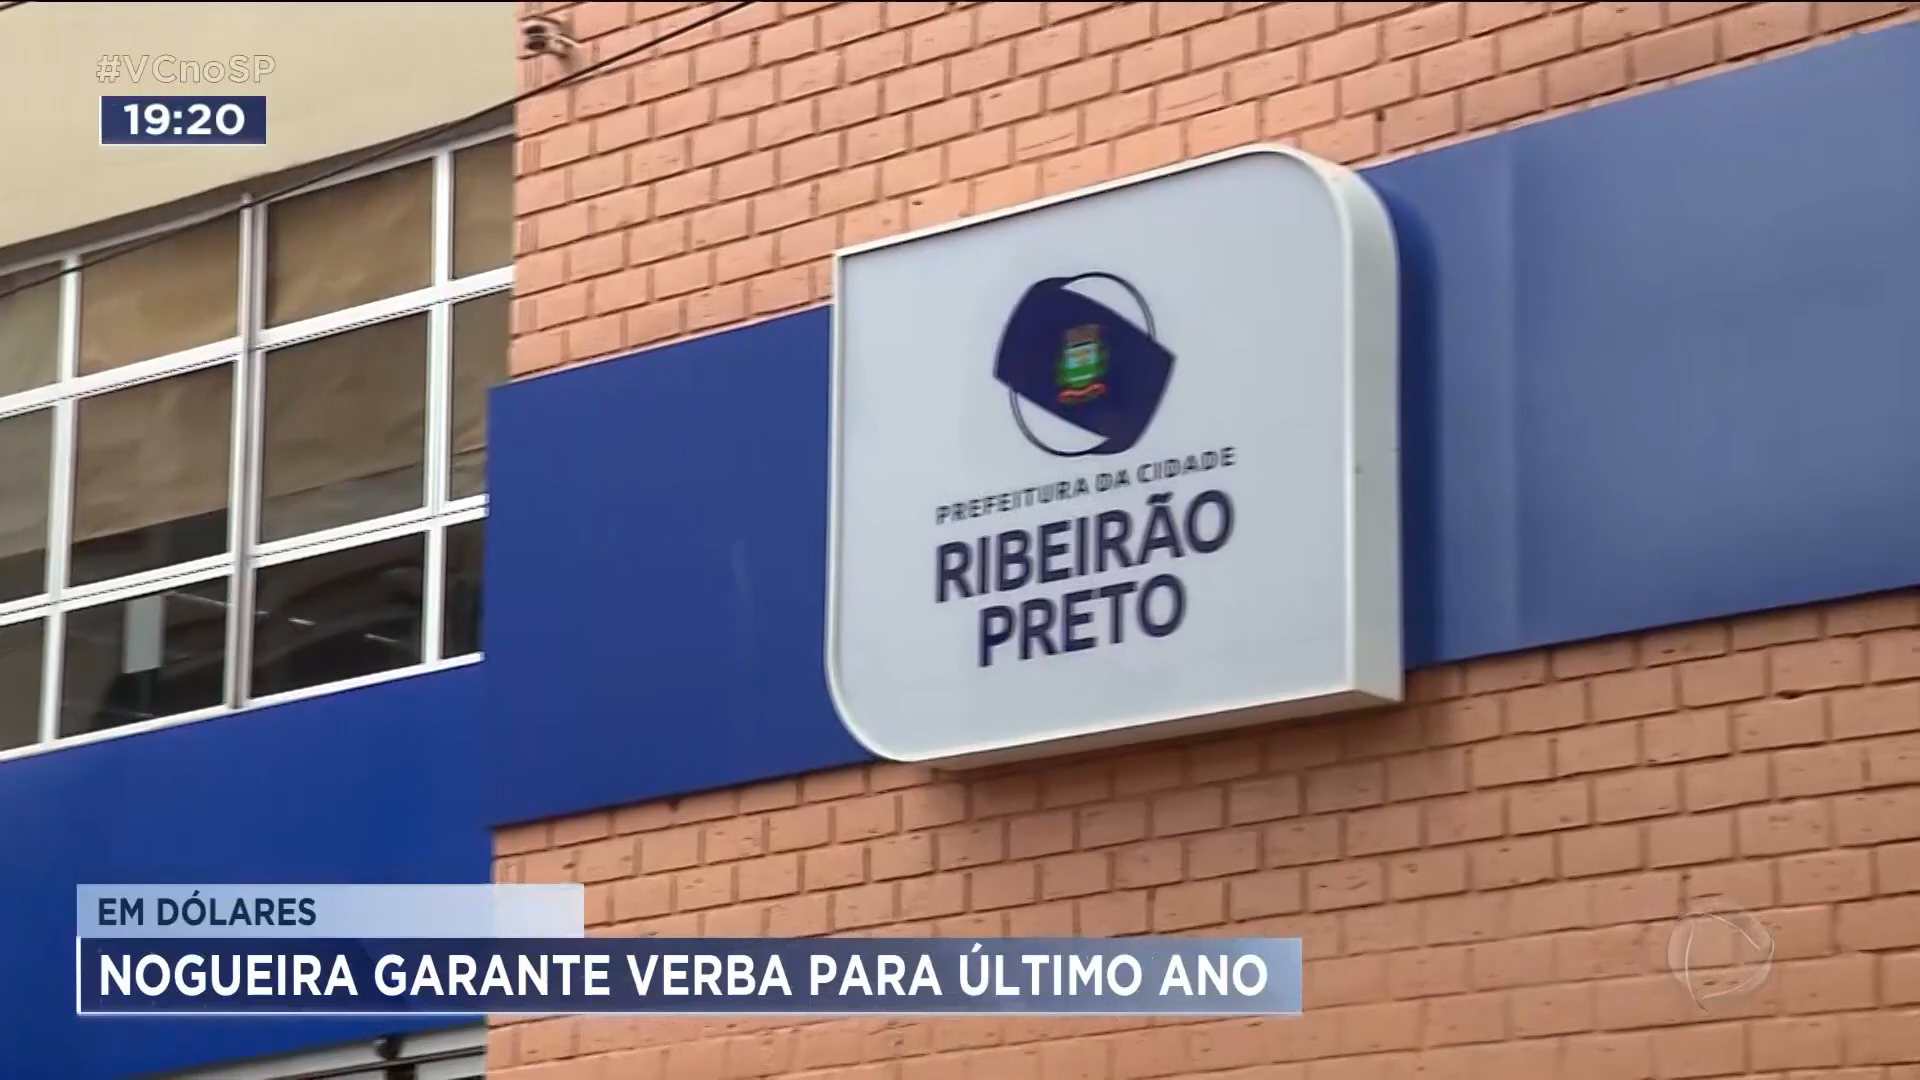 #VCnoSP
19:20
PREFEITURA DA CIDADE
RIBEIRÃO
PRETO
EM DÓLARES
NOGUEIRA GARANTE VERBA PARA ÚLTIMO ANO